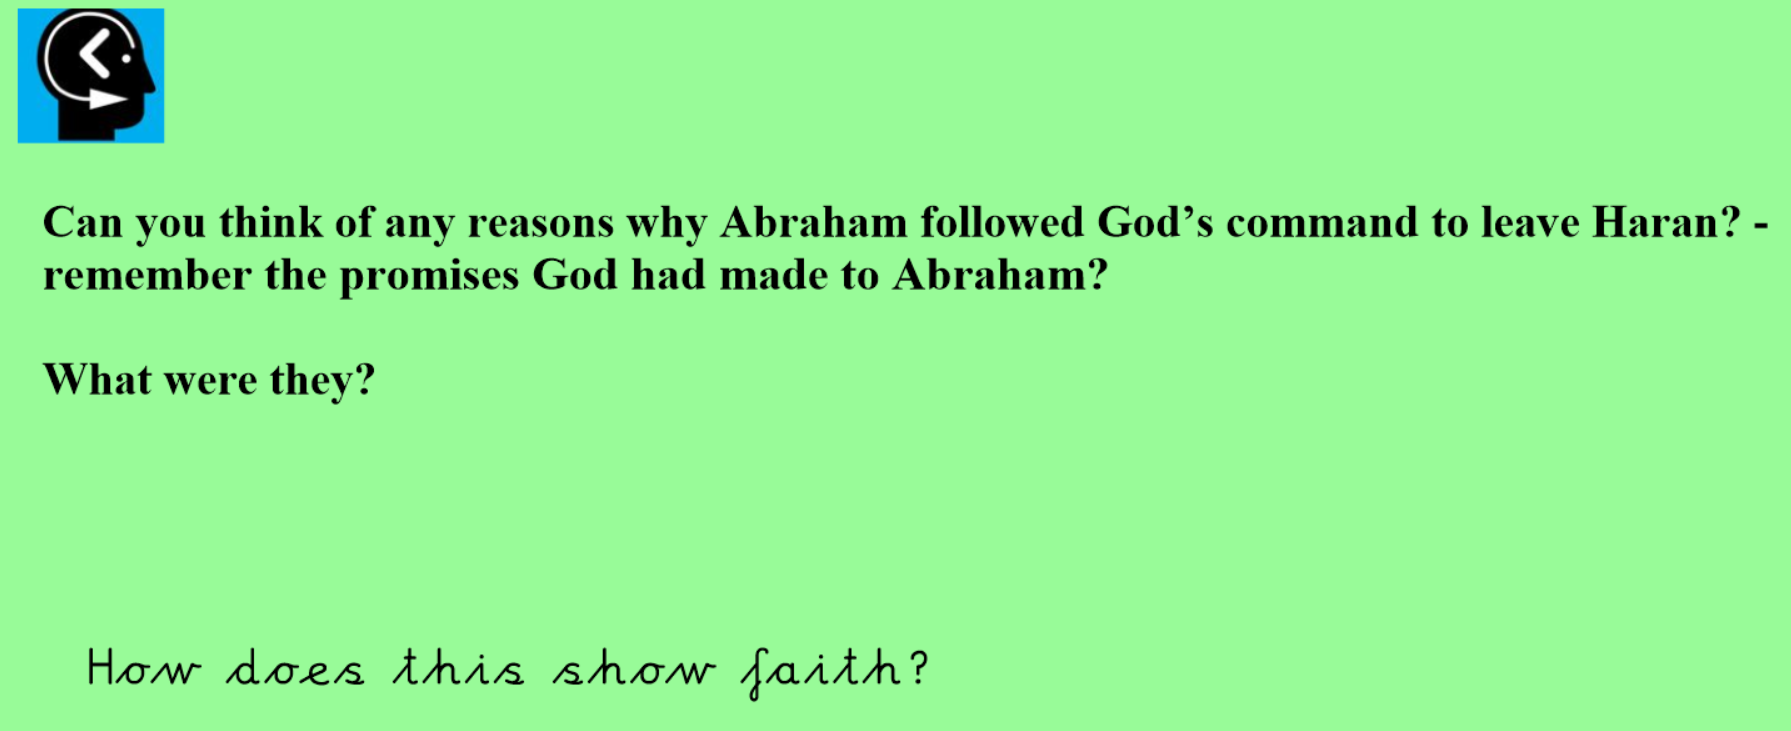 Can you think of any reasons why Abraham followed God’s command to leave Haran? -
remember the promises God had made to Abraham?
What were they?
How does this show faith?